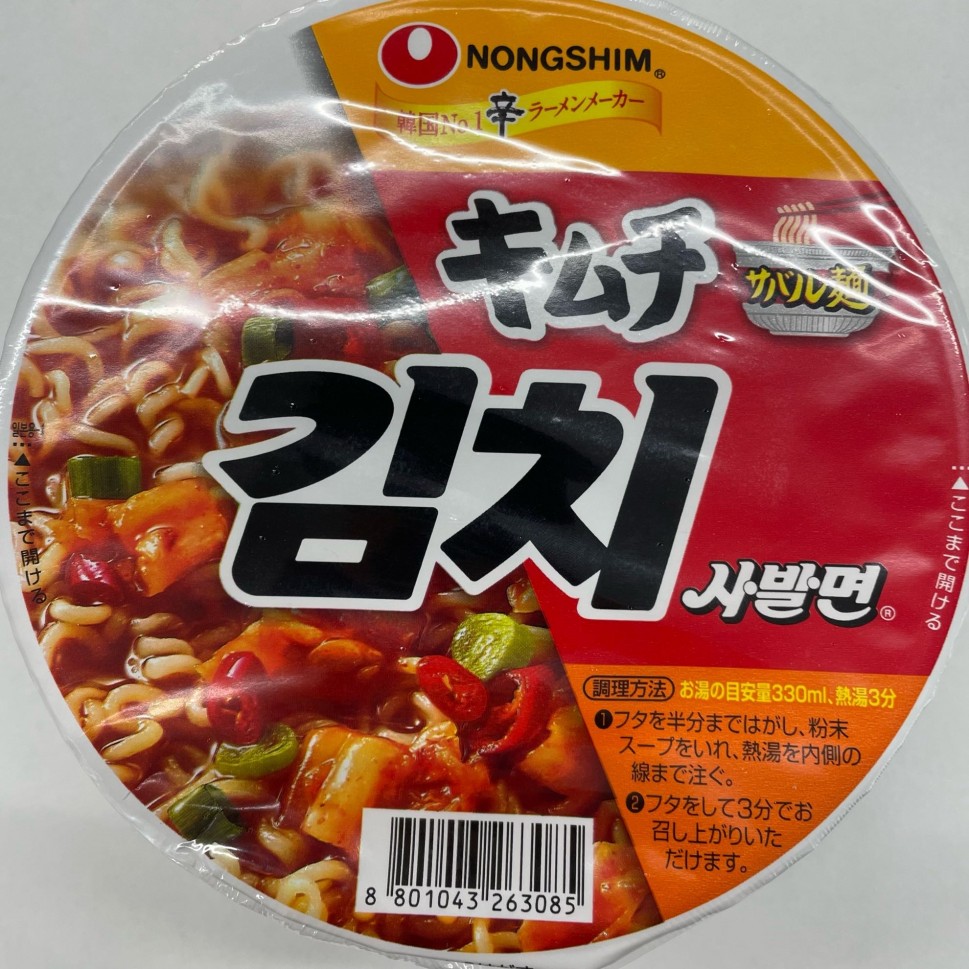 NONGSHIM®
韓国No.1 辛 ラーメンメーカー
キムチ
サバル麺
김치
사발면®
▲ここまで開ける
▲ここまで開ける
調理方法 お湯の目安量330ml、熱湯3分
❶フタを半分まではがし、粉末
スープをいれ、熱湯を内側の
線まで注ぐ。
❷フタをして3分でお
召し上がりいた
だけます。
8 801043 263085